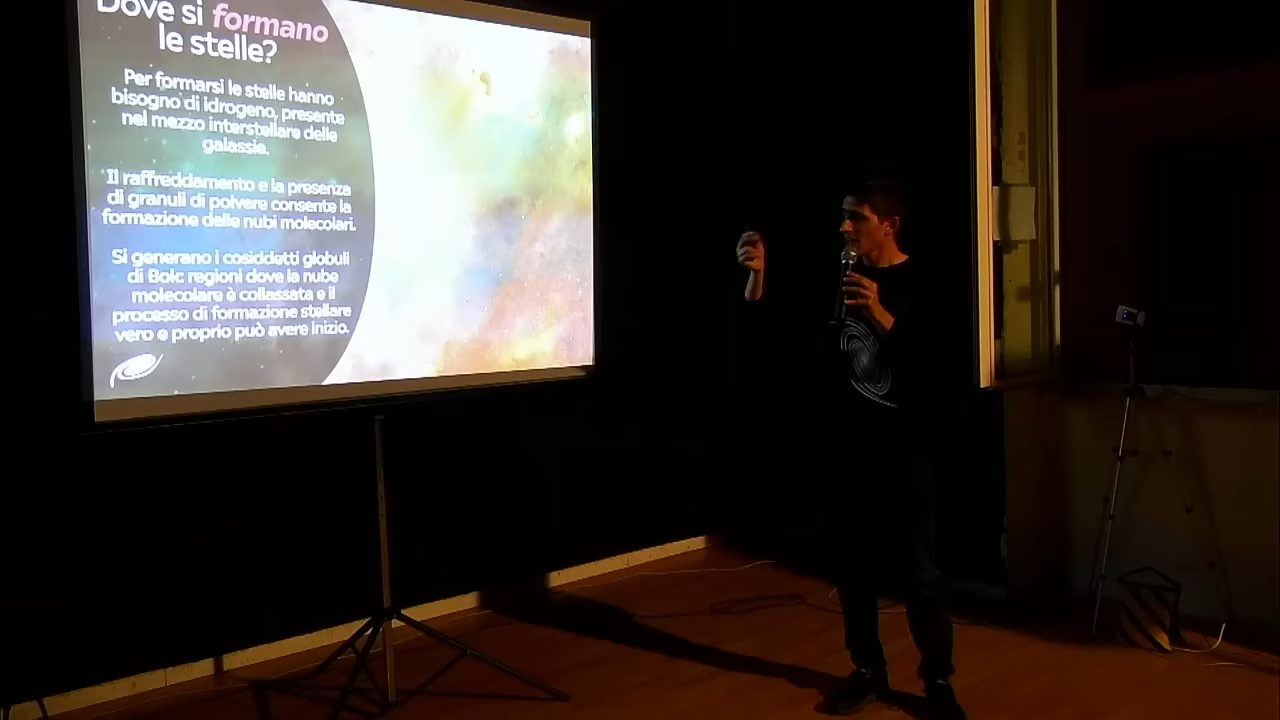 Dove si formano
le stelle?
Per formarsi le stelle hanno
bisogno di idrogeno, presente
nel mezzo interstellare delle
galassie.
Il raffreddamento e la presenza
di granuli di polvere consente la
formazione delle nubi molecolari.
Si generano i cosiddetti globuli
di Bok: regioni dove la nube
molecolare è collassata e il
processo di formazione stellare
vero e proprio può avere inizio.